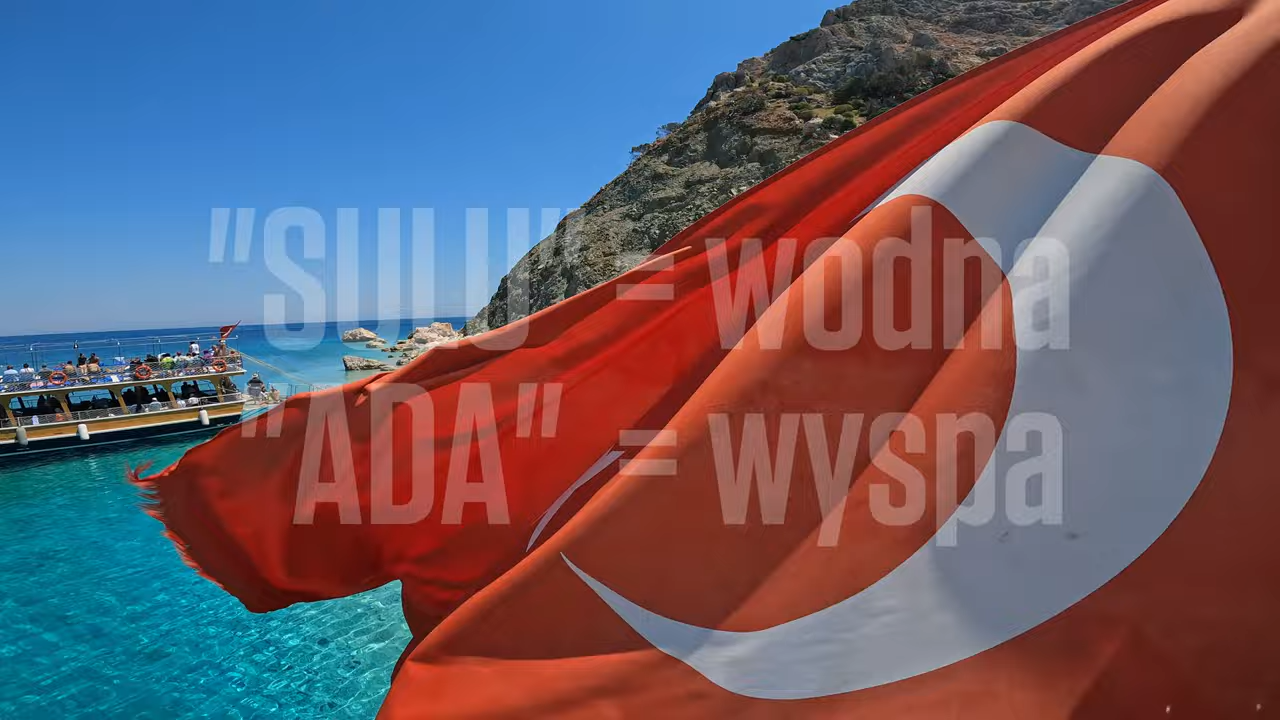 "SULU" = wodna
"ADA" = wyspa